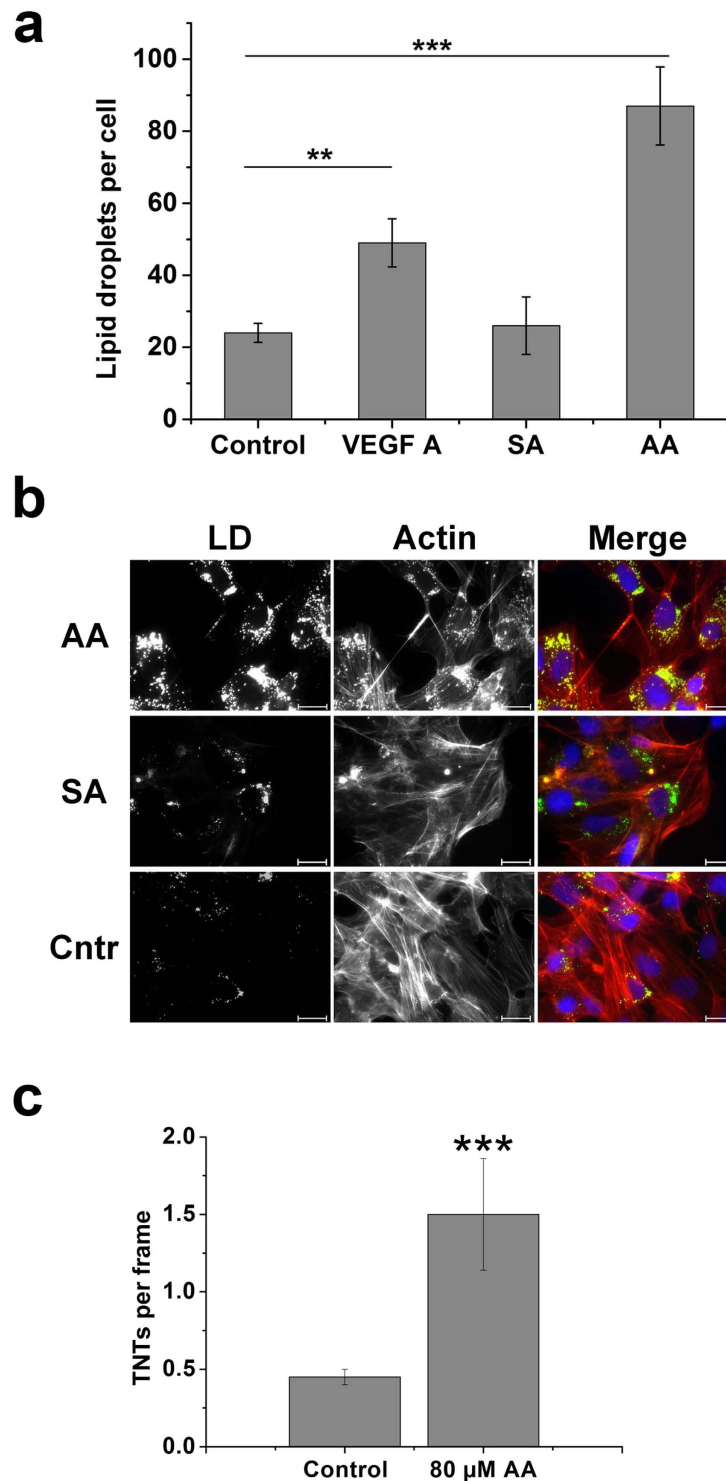 a
***
**
Lipid droplets per cell
100
80
60
40
20
0
Control VEGF A SA AA
b
LD Actin Merge
AA
SA
Cntr
c
***
TNTs per frame
2.0
1.5
1.0
0.5
0.0
Control 80 µM AA